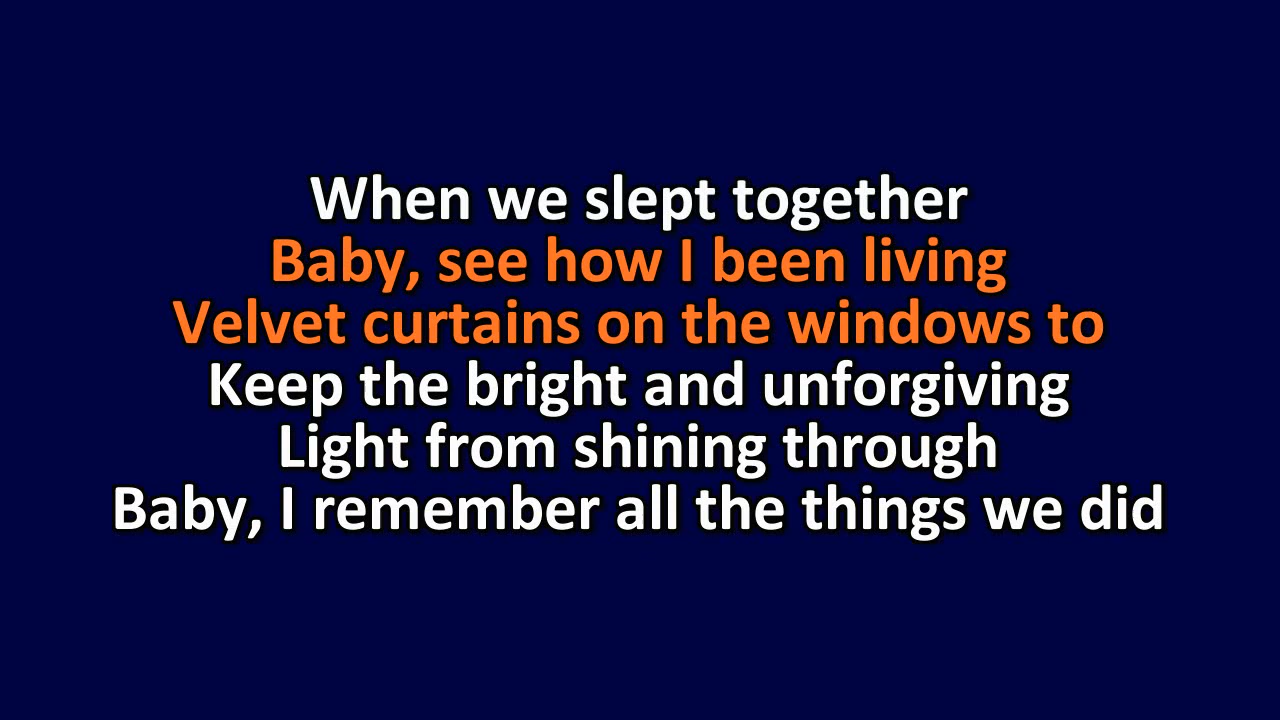 When we slept together
Baby, see how I been living
Velvet curtains on the windows to
Keep the bright and unforgiving
Light from shining through
Baby, I remember all the things we did